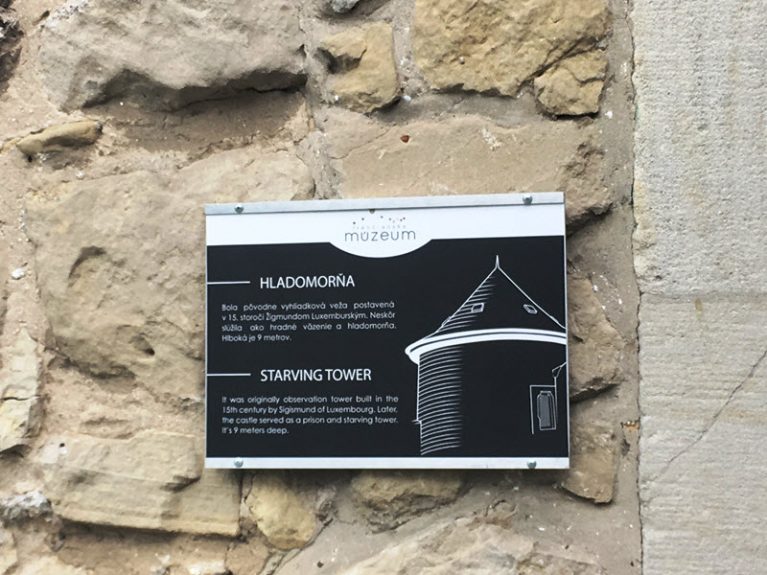 múzeum
HLADOMORŇA
Bola pôvodne vyhliadková veža postavená
v 15. storočí Žigmundom Luxemburským. Neskôr
slúžila ako hradné väzenie a hladomorňa.
Hlboká je 9 metrov.
STARVING TOWER
It was originally observation tower built in the
15th century by Sigismund of Luxembourg. Later,
the castle served as a prison and starving tower.
It's 9 meters deep.